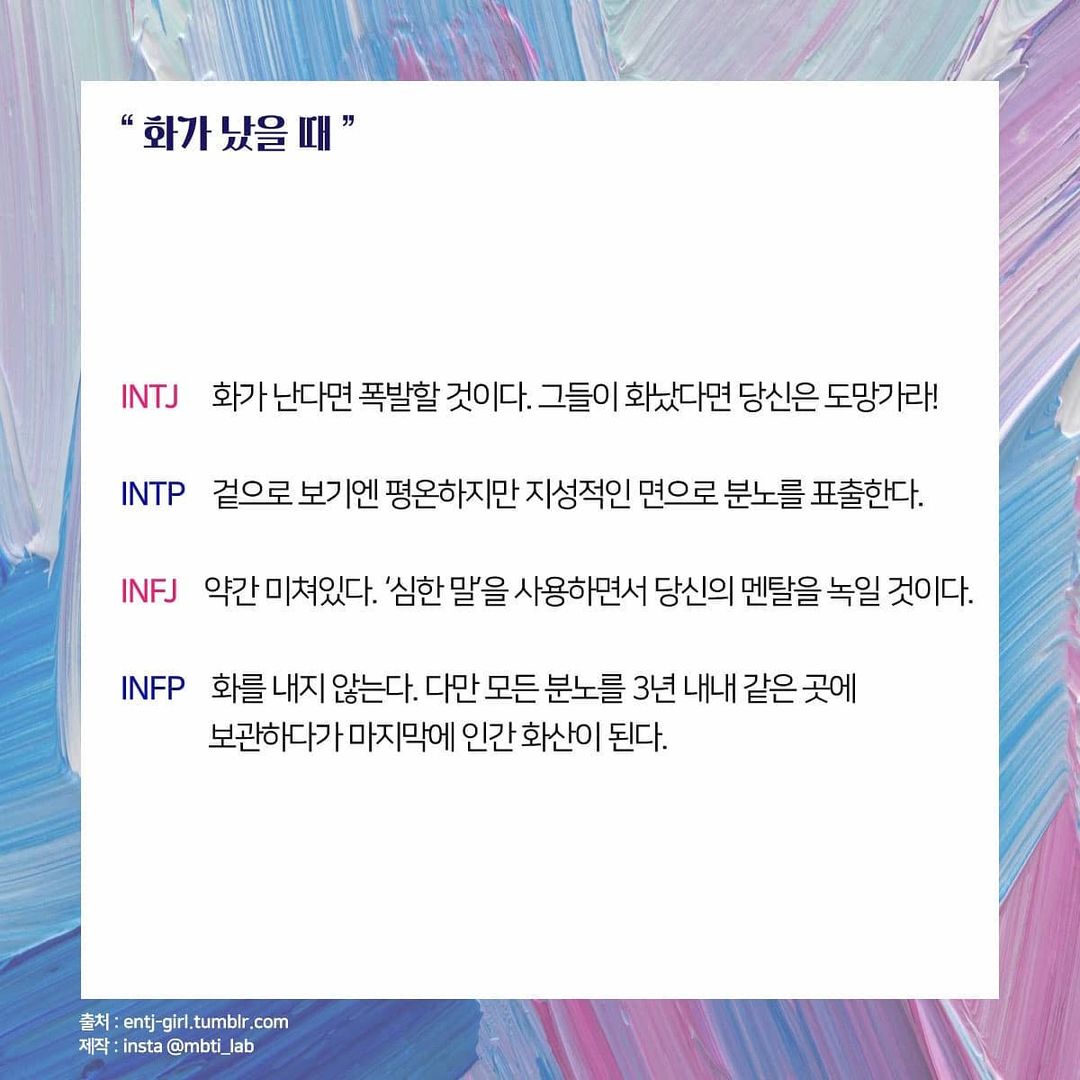 “ 화가 났을 때 ”
INTJ 화가 난다면 폭발할 것이다. 그들이 화났다면 당신은 도망가라!
INTP 겉으로 보기엔 평온하지만 지성적인 면으로 분노를 표출한다.
INFJ 약간 미쳐있다. ‘심한 말’을 사용하면서 당신의 멘탈을 녹일 것이다.
INFP 화를 내지 않는다. 다만 모든 분노를 3년 내내 같은 곳에
보관하다가 마지막에 인간 화산이 된다.
출처 : entj-girl.tumblr.com
제작 : insta @mbti_lab